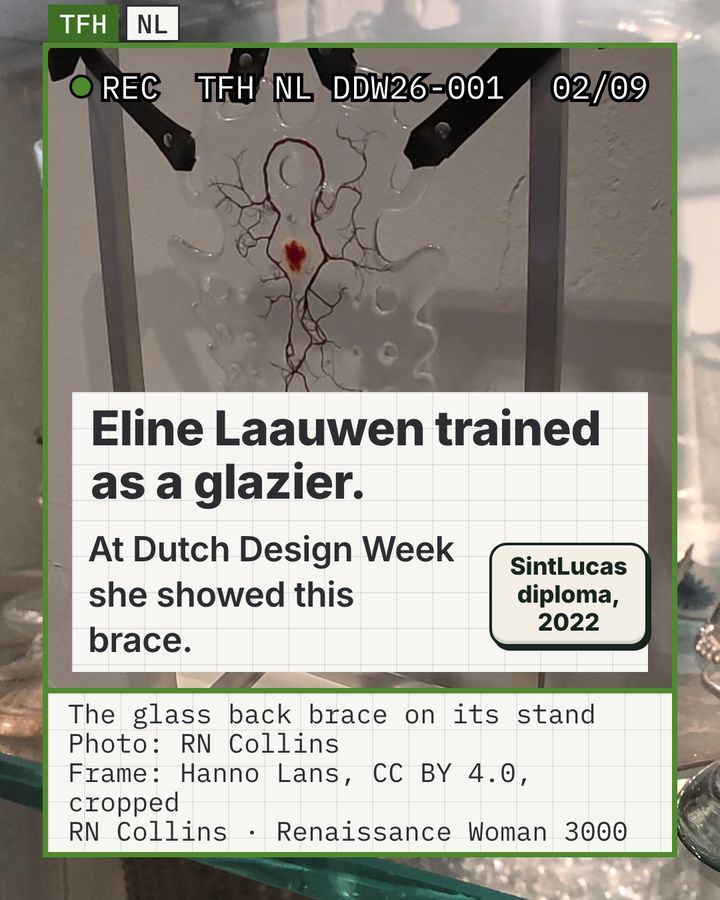 TFH NL
REC TFH NL DDW26-001 02/09
Eline Laauwen trained
as a glazier.
At Dutch Design Week
she showed this
brace.
SintLucas
diploma,
2022
The glass back brace on its stand
Photo: RN Collins
Frame: Hanno Lans, CC BY 4.0,
cropped
RN Collins · Renaissance Woman 3000